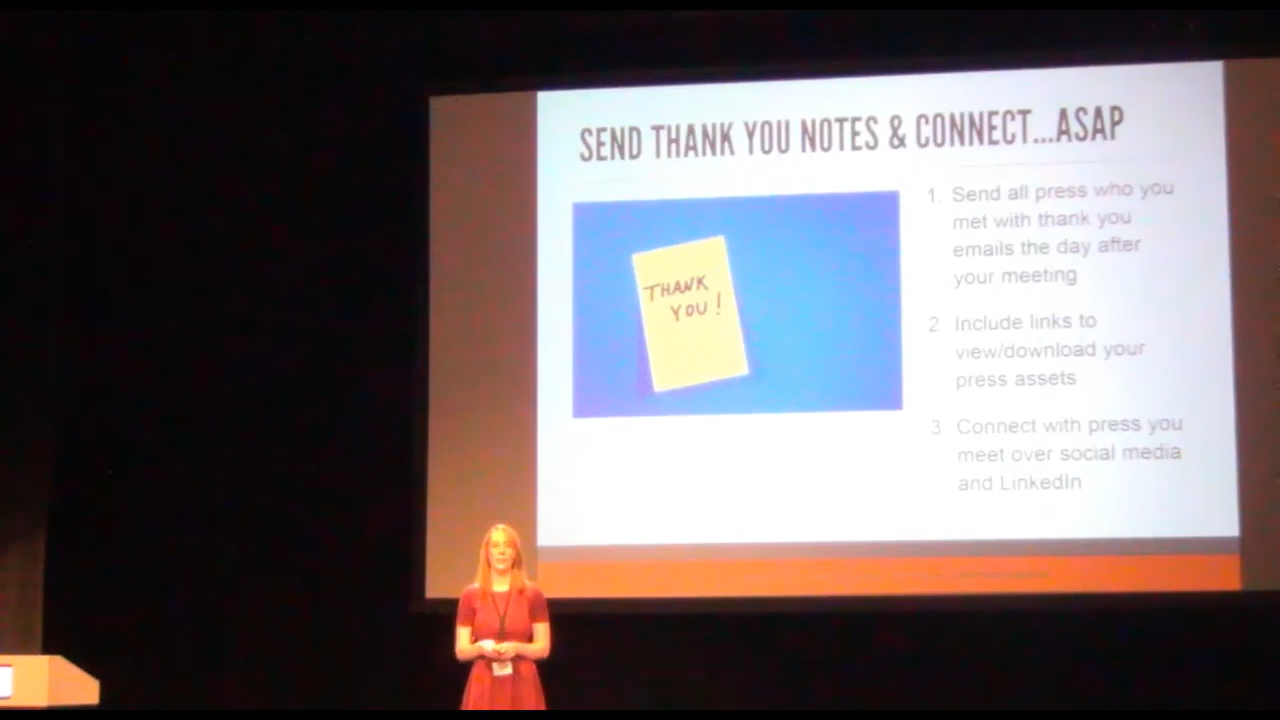 SEND THANK YOU NOTES & CONNECT...ASAP
THANK
YOU!
1. Send all press who you
met with thank you
emails the day after
your meeting
2 Include links to
view/download your
press assets
3 Connect with press you
meet over social media
and LinkedIn